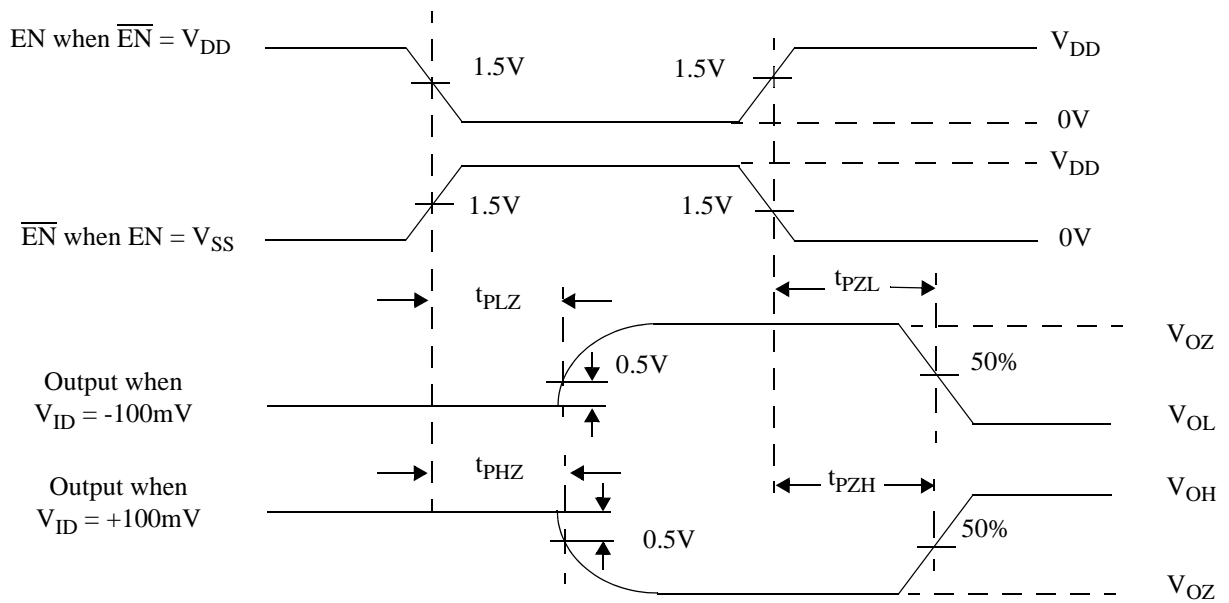 EN when E̅N̅ = VDD
1.5V
1.5V
VDD
0V
VDD
1.5V
1.5V
E̅N̅ when EN = VSS
0V
tPLZ
tPZL
VOZ
0.5V
50%
Output when
VID = -100mV
VOL
tPHZ
tPZH
VOH
Output when
VID = +100mV
0.5V
50%
VOZ